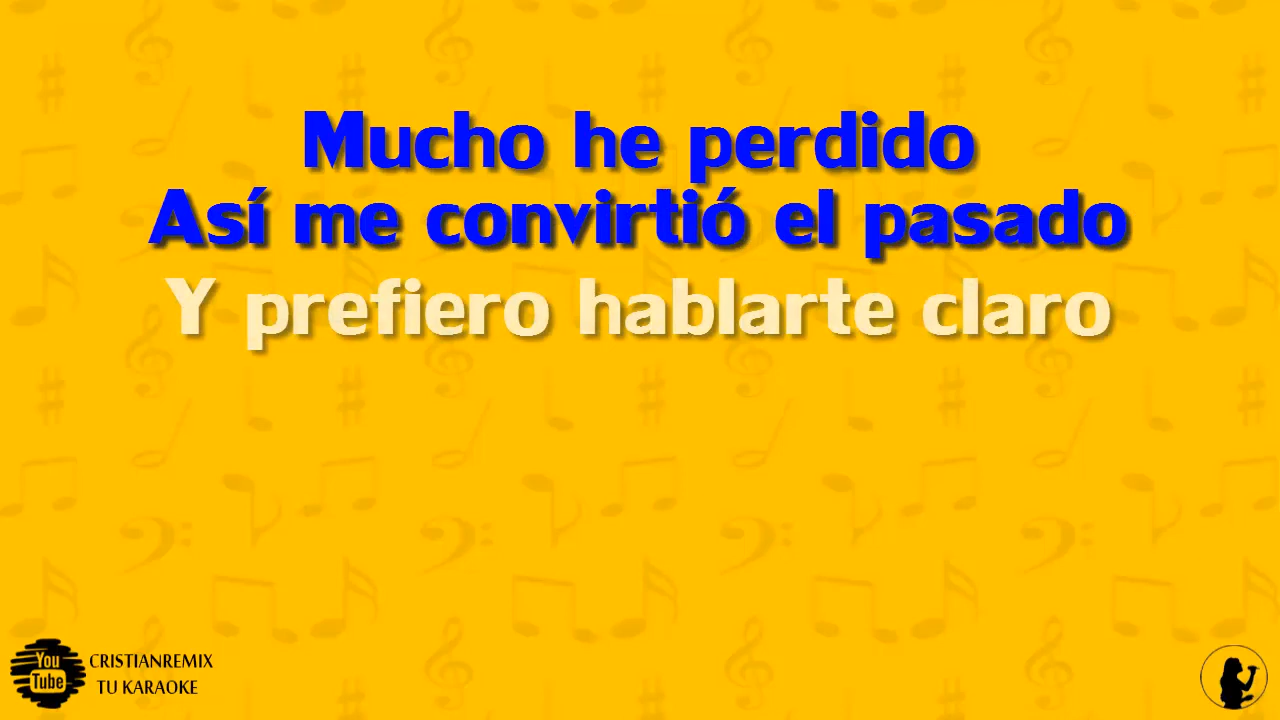 Mucho he perdido
Así me convirtió el pasado
Y prefiero hablarte claro
You
Tube
CRISTIANREMIX
TU KARAOKE